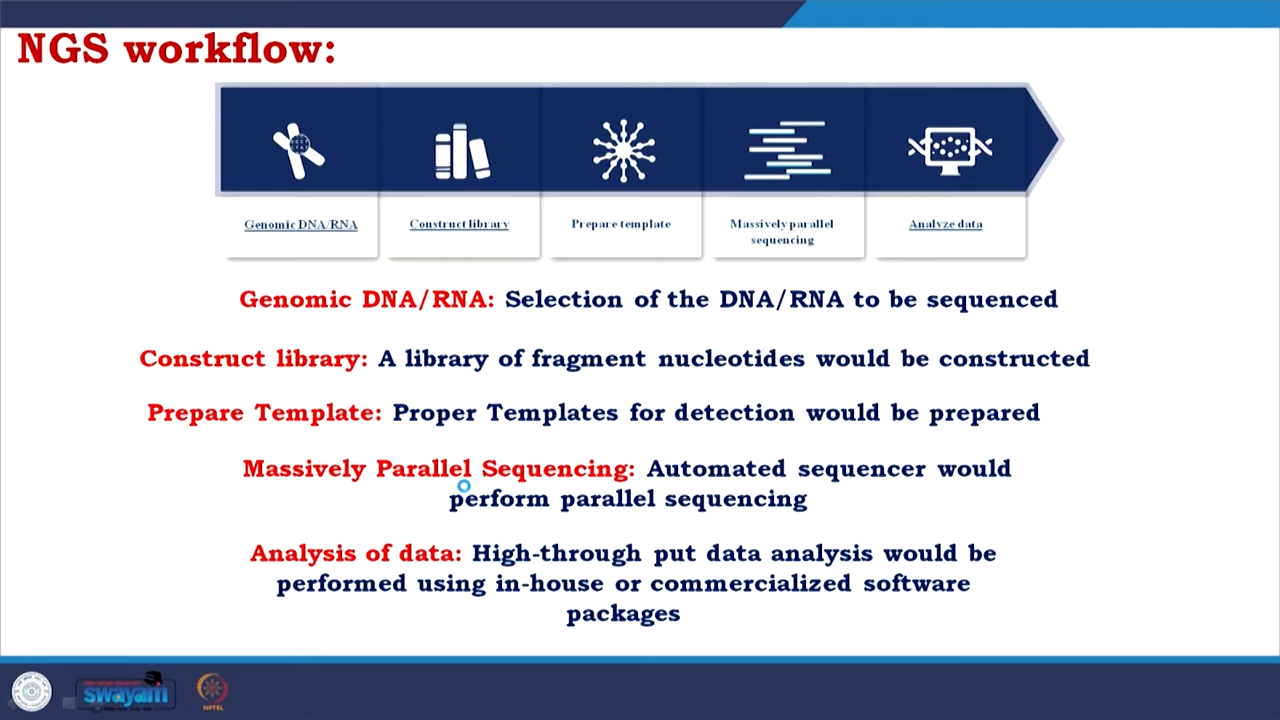 NGS workflow:
Genomic DNA/RNA
Construct library
Prepare template
Massively parallel
sequencing
Analyze data
Genomic DNA/RNA: Selection of the DNA/RNA to be sequenced
Construct library: A library of fragment nucleotides would be constructed
Prepare Template: Proper Templates for detection would be prepared
Massively Parallel Sequencing: Automated sequencer would
perform parallel sequencing
Analysis of data: High-through put data analysis would be
performed using in-house or commercialized software
packages
swayam
NPTEL